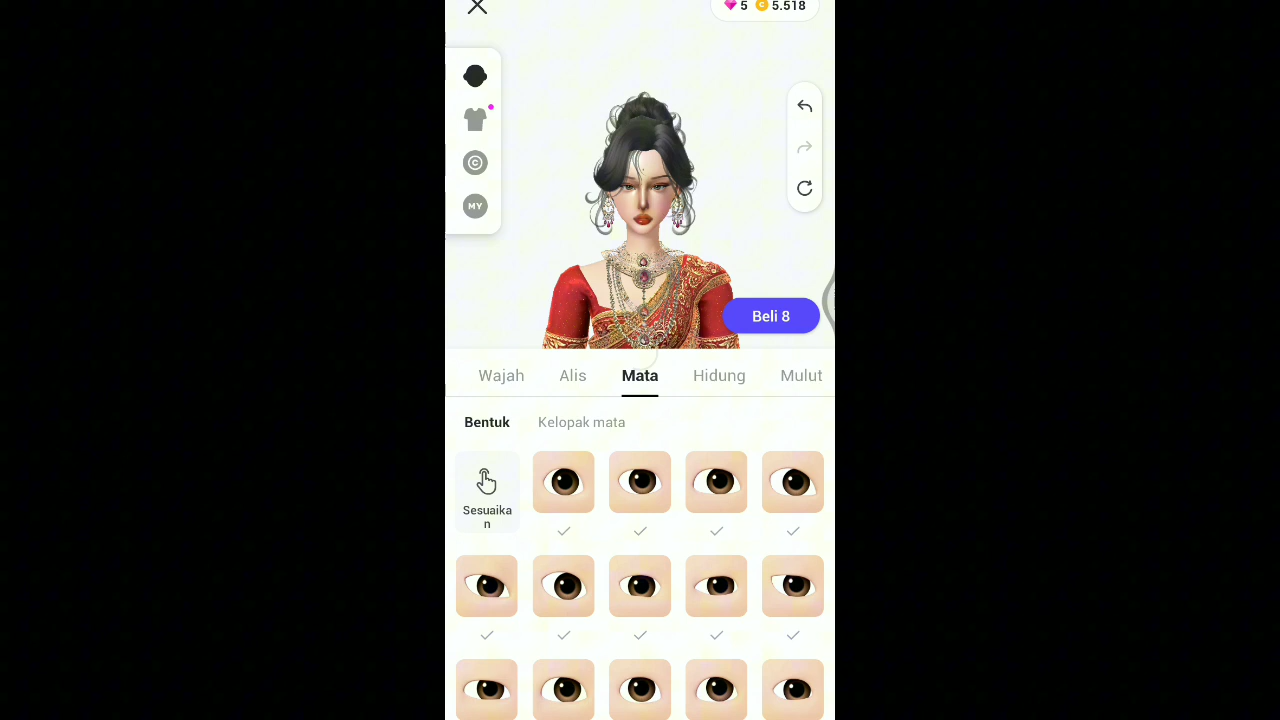 5 C 5.518
C
MY
Beli 8
Wajah Alis Mata Hidung Mulut
Bentuk Kelopak mata
Sesuaika
n